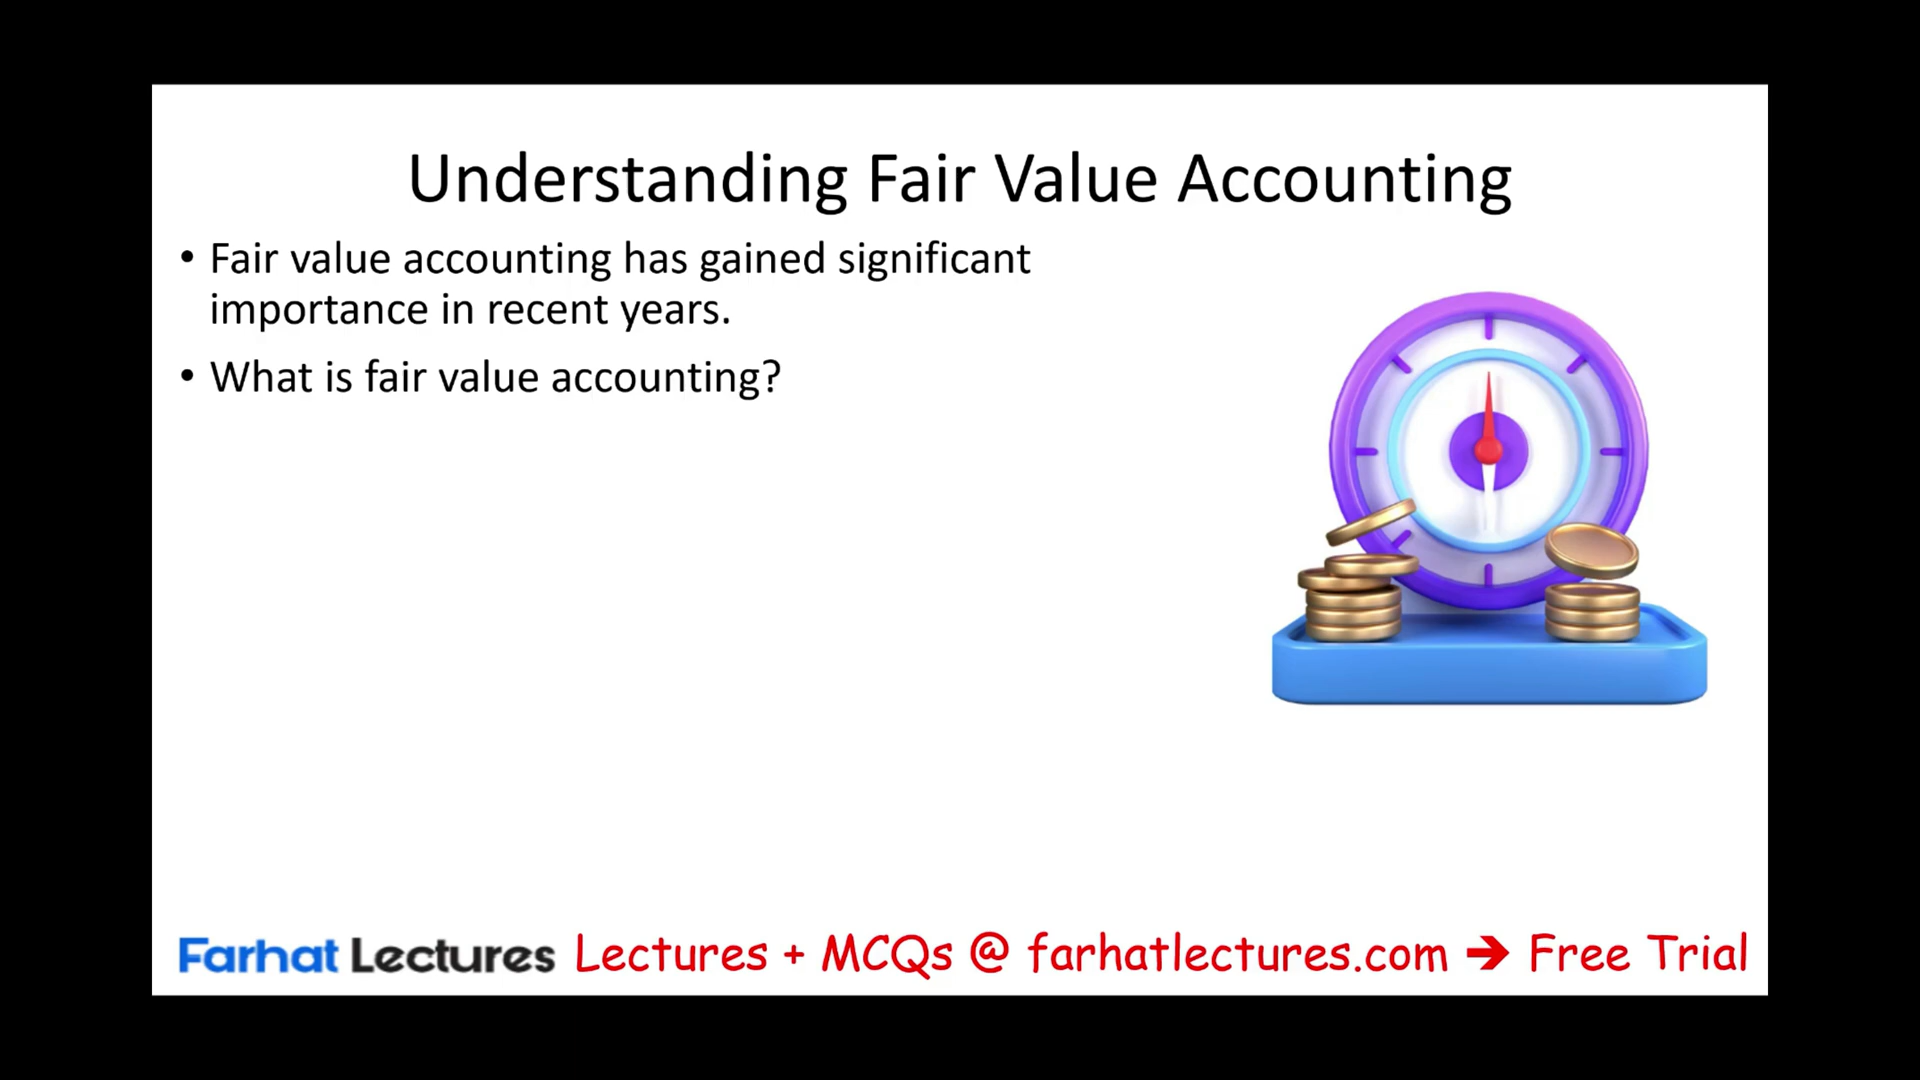 Understanding Fair Value Accounting
• Fair value accounting has gained significant
importance in recent years.
• What is fair value accounting?
Farhat Lectures Lectures + MCQs @ farhatlectures.com → Free Trial